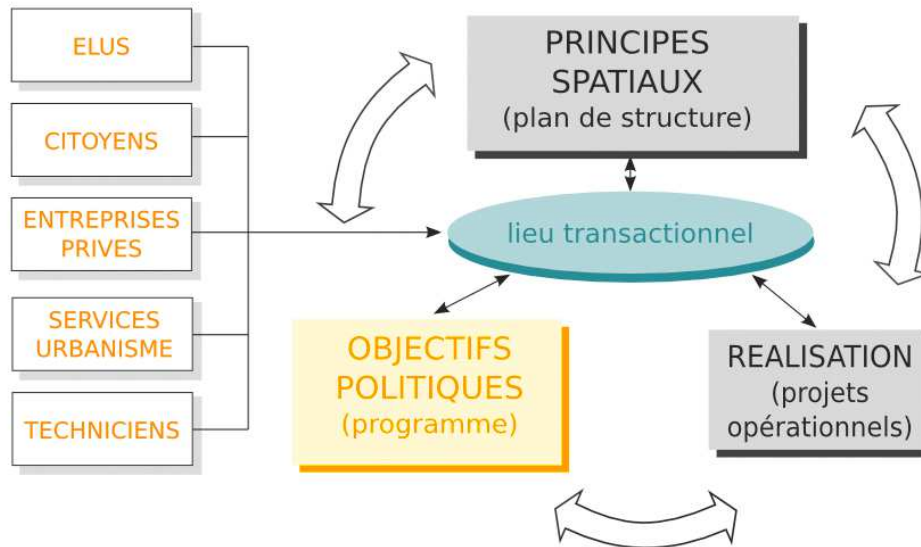 ELUS
CITOYENS
ENTREPRISES
PRIVES
SERVICES
URBANISME
TECHNICIENS
PRINCIPES
SPATIAUX
(plan de structure)
lieu transactionnel
OBJECTIFS
POLITIQUES
(programme)
REALISATION
(projets
opérationnels)